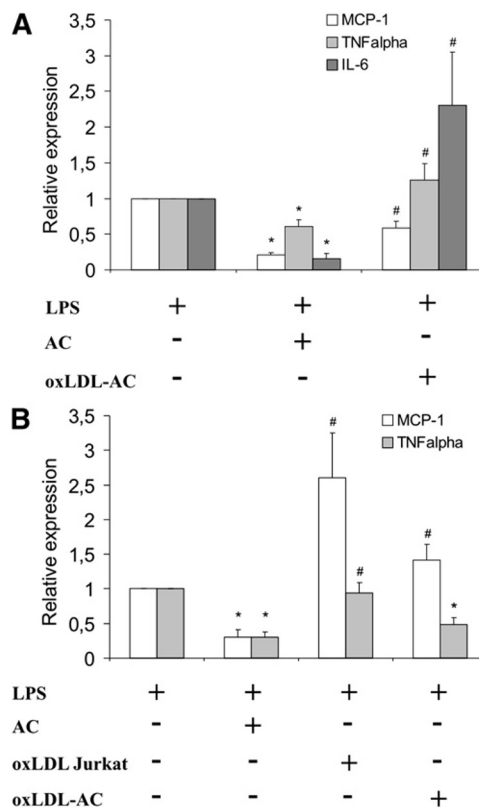 A
3,5
3
2,5
2
1,5
1
0,5
0
Relative expression
MCP-1
TNFalpha
IL-6
* * *
# # #
LPS + + +
AC - + -
oxLDL-AC - - +
B
3,5
3
2,5
2
1,5
1
0,5
0
Relative expression
MCP-1
TNFalpha
* *
# #
# *
LPS + + + +
AC - + - -
oxLDL Jurkat - - + -
oxLDL-AC - - - +